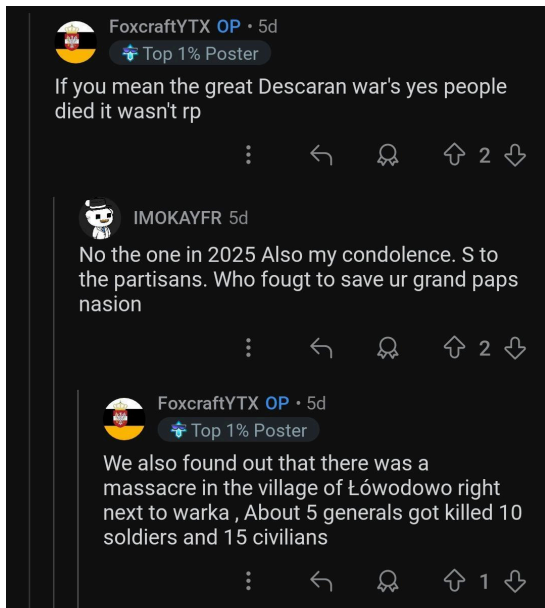 FoxcraftYTX OP • 5d
Top 1% Poster
If you mean the great Descaran war's yes people
died it wasn't rp
2
IMOKAYFR 5d
No the one in 2025 Also my condolence. S to
the partisans. Who fougt to save ur grand paps
nasion
2
FoxcraftYTX OP • 5d
Top 1% Poster
We also found out that there was a
massacre in the village of Łówodowo right
next to warka , About 5 generals got killed 10
soldiers and 15 civilians
1